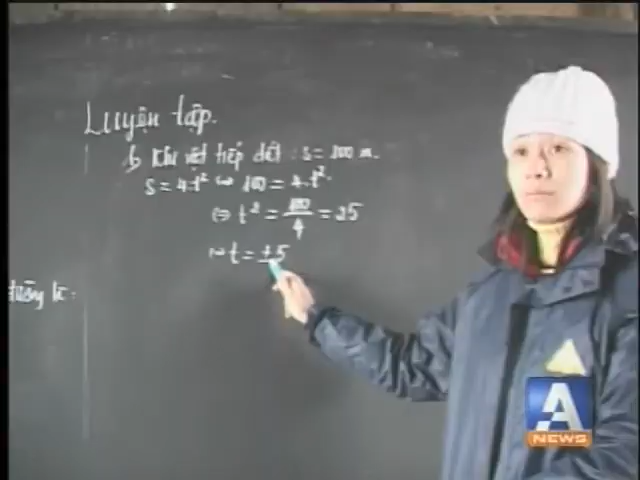 Luyện tập.
b, Khi vật tiếp đất : s = 100 m.
s = 4.t² ⇔ 100 = 4.t²
⇔ t² = 100/4 = 25
⇔ t = ±5
A
NEWS